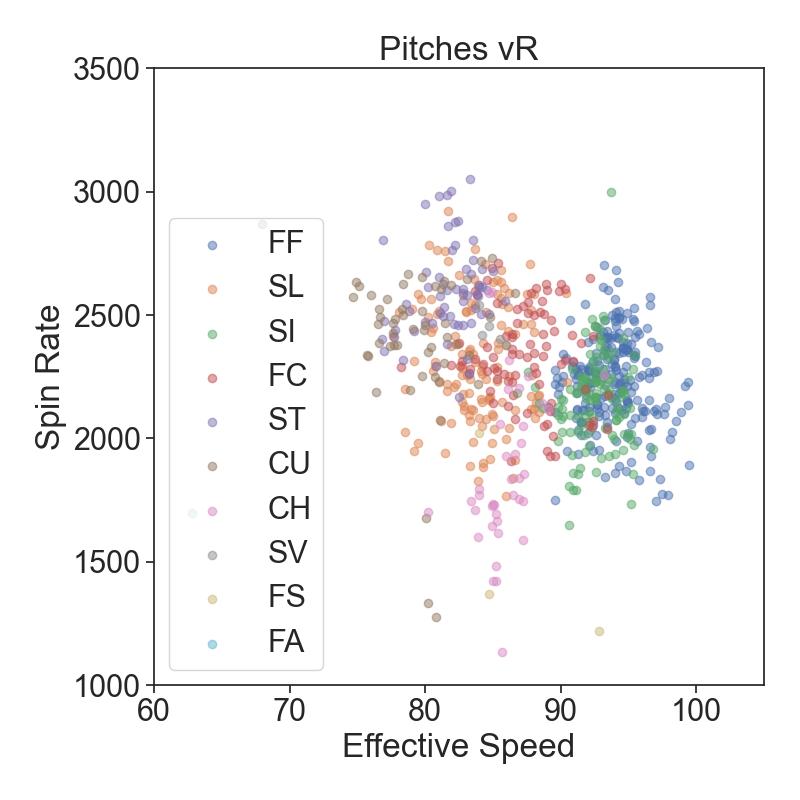 Pitches vR
3500
3000
2500
2000
1500
1000
Spin Rate
FF
SL
SI
FC
ST
CU
CH
SV
FS
FA
60
70
80
90
100
Effective Speed